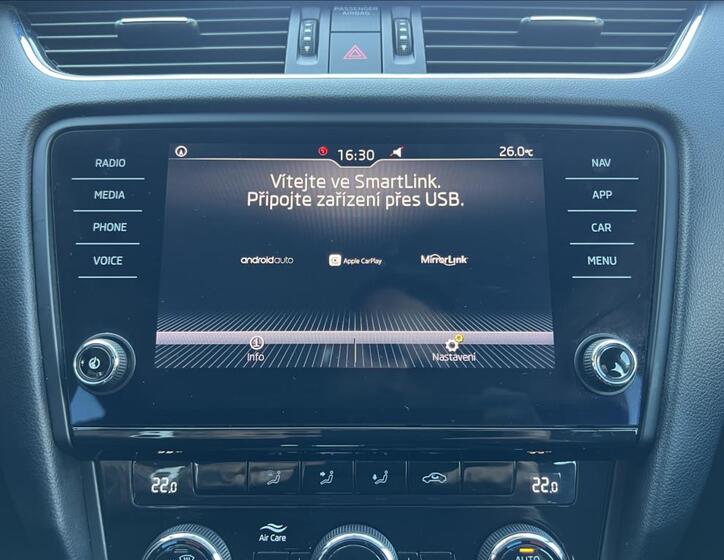 PASSENGER
AIRBAG
RADIO
MEDIA
PHONE
VOICE
16:30
26.0°C
Vítejte ve SmartLink.
Připojte zařízení přes USB.
androidauto
Apple CarPlay
MirrorLink
Info
Nastavení
NAV
APP
CAR
MENU
22.0
22.0
Air Care
AUTO